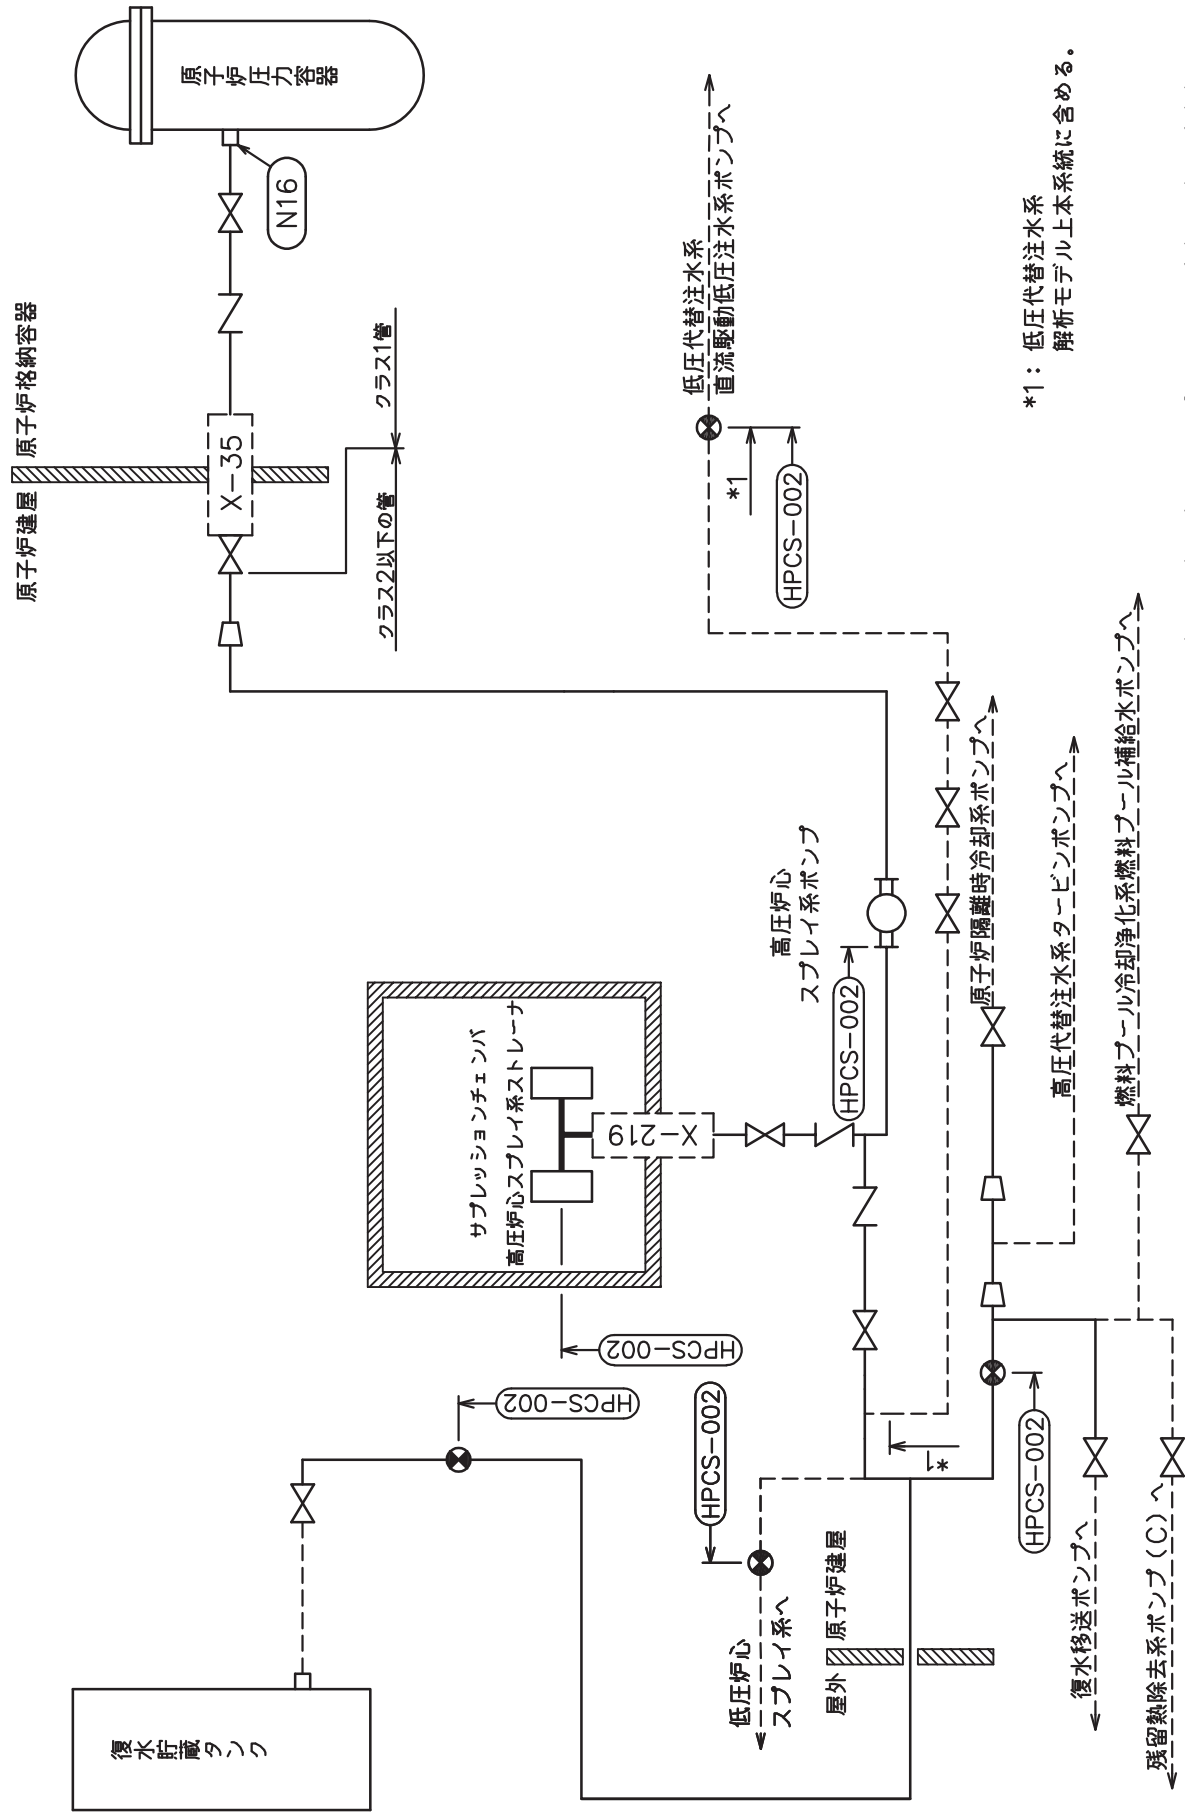 復水貯蔵タンク
HPCS-002
HPCS-002
サプレッションチェンバ
高圧炉心スプレイ系ストレーナ
X-219
原子炉建屋
原子炉格納容器
X-35
クラス2以下の管
クラス1管
N16
原子炉圧力容器
低圧炉心
スプレイ系へ
HPCS-002
屋外
原子炉建屋
*1
HPCS-002
高圧炉心
スプレイ系ポンプ
HPCS-002
低圧代替注水系
直流駆動低圧注水系ポンプへ
*1
HPCS-002
原子炉隔離時冷却系ポンプへ
高圧代替注水系タービンポンプへ
燃料プール冷却浄化系燃料プール補給水ポンプへ
復水移送ポンプへ
残留熱除去系ポンプ(C)へ
*1：低圧代替注水系
解析モデル上本系統に含める。